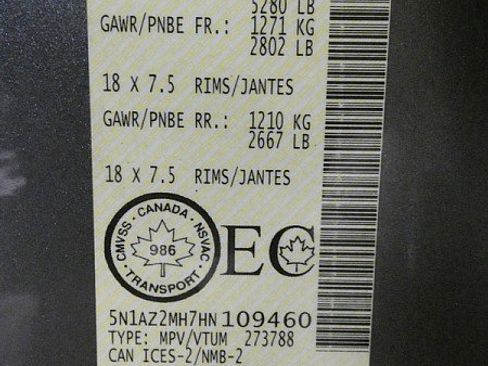 5280 LB
GAWR/PNBE FR.: 1271 KG
2802 LB
18 X 7.5 RIMS/JANTES
GAWR/PNBE RR.: 1210 KG
2667 LB
18 X 7.5 RIMS/JANTES
CMVSS · CANADA · NSVAC
986
TRANSPORT
EC
5N1AZ2MH7HN109460
TYPE: MPV/VTUM 273788
CAN ICES-2/NMB-2